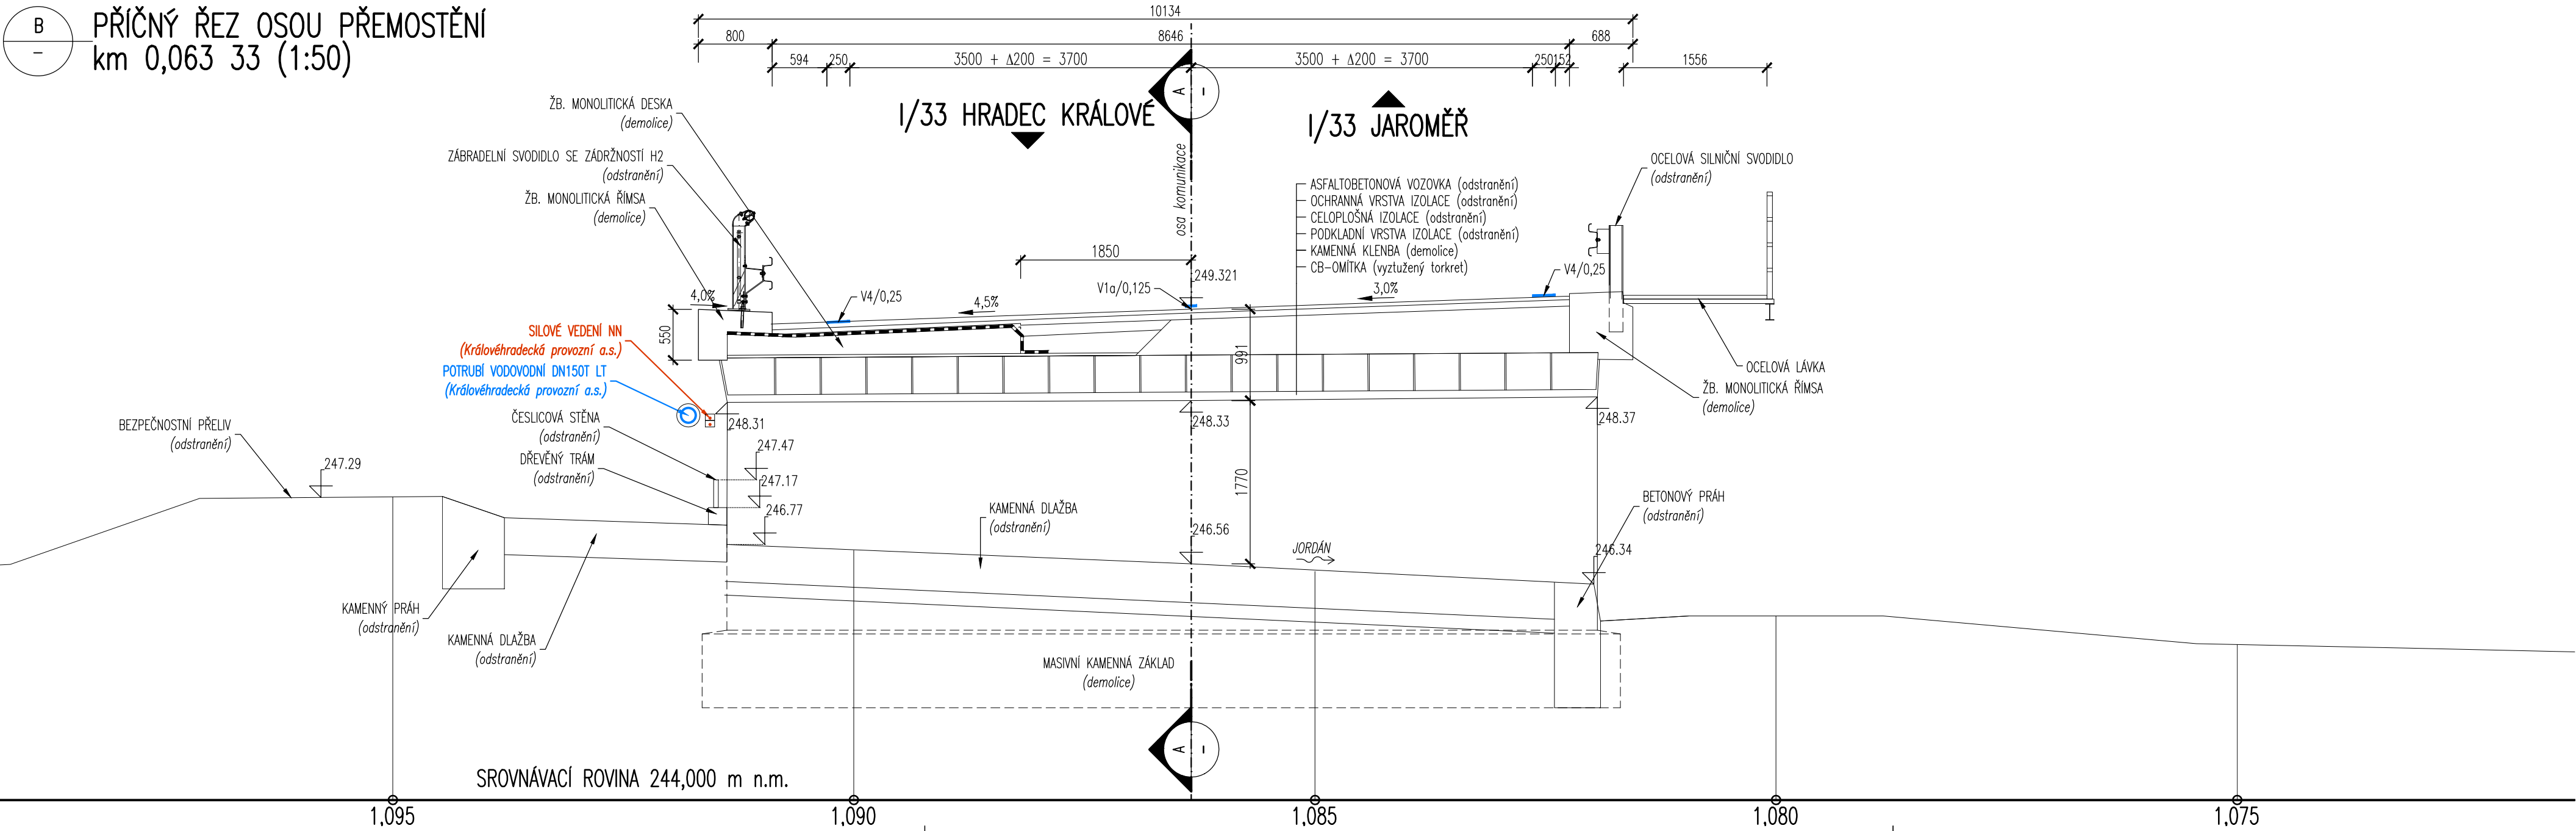 B
–
PŘÍČNÝ ŘEZ OSOU PŘEMOSTĚNÍ
km 0,063 33 (1:50)
10134
800
8646
688
594
250
3500 + Δ200 = 3700
3500 + Δ200 = 3700
250
152
1556
A
–
I/33 HRADEC KRÁLOVÉ
I/33 JAROMĚŘ
osa komunikace
ŽB. MONOLITICKÁ DESKA
(demolice)
ZÁBRADELNÍ SVODIDLO SE ZÁDRŽNOSTÍ H2
(odstranění)
ŽB. MONOLITICKÁ ŘÍMSA
(demolice)
ASFALTOBETONOVÁ VOZOVKA (odstranění)
OCHRANNÁ VRSTVA IZOLACE (odstranění)
CELOPLOŠNÁ IZOLACE (odstranění)
PODKLADNÍ VRSTVA IZOLACE (odstranění)
KAMENNÁ KLENBA (demolice)
CB-OMÍTKA (vyztužený torkret)
OCELOVÁ SILNIČNÍ SVODIDLO
(odstranění)
1850
249.321
V1a/0,125
V4/0,25
V4/0,25
4,0%
4,5%
3,0%
550
991
SILOVÉ VEDENÍ NN
(Královéhradecká provozní a.s.)
POTRUBÍ VODOVODNÍ DN150T LT
(Královéhradecká provozní a.s.)
OCELOVÁ LÁVKA
ŽB. MONOLITICKÁ ŘÍMSA
(demolice)
ČESLICOVÁ STĚNA
(odstranění)
DŘEVĚNÝ TRÁM
(odstranění)
BEZPEČNOSTNÍ PŘELIV
(odstranění)
247.29
248.31
247.47
247.17
246.77
248.33
248.37
1770
KAMENNÁ DLAŽBA
(odstranění)
246.56
JORDÁN
246.34
BETONOVÝ PRÁH
(odstranění)
KAMENNÝ PRÁH
(odstranění)
KAMENNÁ DLAŽBA
(odstranění)
MASIVNÍ KAMENNÁ ZÁKLAD
(demolice)
A
–
SROVNÁVACÍ ROVINA 244,000 m n.m.
1,095
1,090
1,085
1,080
1,075